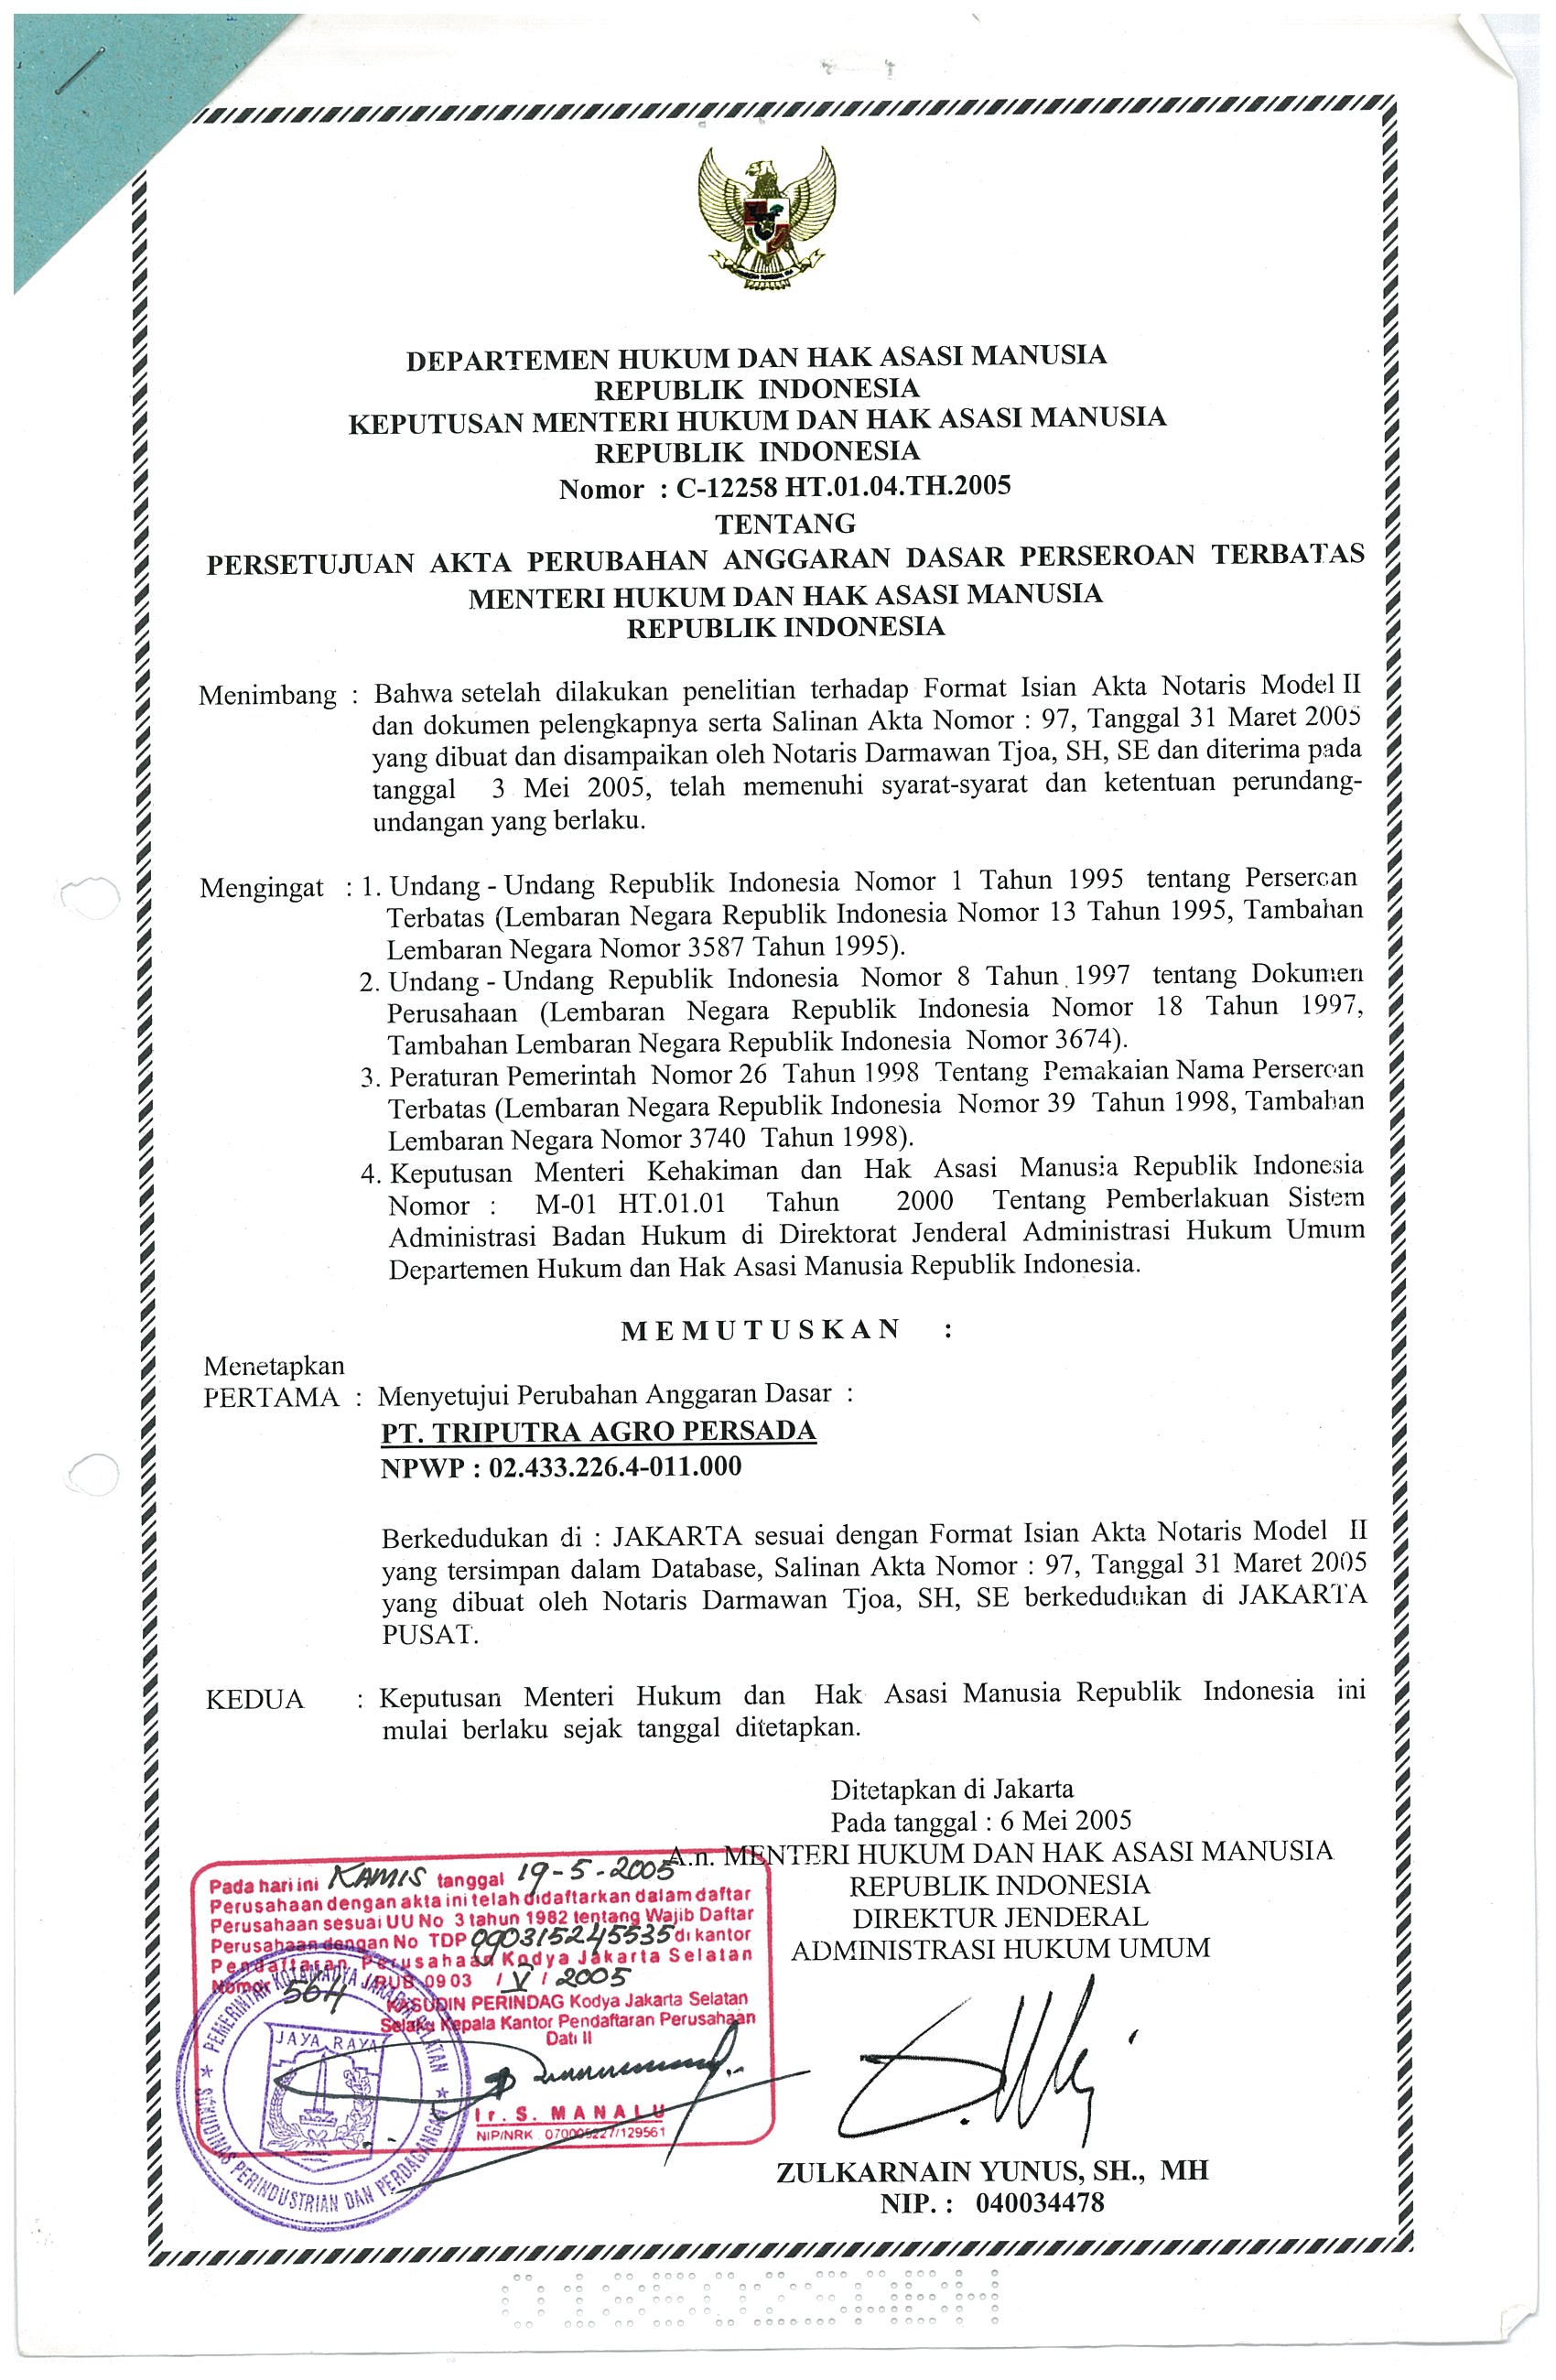 DEPARTEMEN HUKUM DAN HAK ASASI MANUSIA
REPUBLIK INDONESIA
KEPUTUSAN MENTERI HUKUM DAN HAK ASASI MANUSIA
REPUBLIK INDONESIA
Nomor : C-12258 HT.01.04.TH.2005
TENTANG
PERSETUJUAN AKTA PERUBAHAN ANGGARAN DASAR PERSEROAN TERBATAS
MENTERI HUKUM DAN HAK ASASI MANUSIA
REPUBLIK INDONESIA
Menimbang : Bahwa setelah dilakukan penelitian terhadap Format Isian Akta Notaris Model II
dan dokumen pelengkapnya serta Salinan Akta Nomor : 97, Tanggal 31 Maret 2005
yang dibuat dan disampaikan oleh Notaris Darmawan Tjoa, SH, SE dan diterima pada
tanggal 3 Mei 2005, telah memenuhi syarat-syarat dan ketentuan perundang-
undangan yang berlaku.
Mengingat : 1. Undang - Undang Republik Indonesia Nomor 1 Tahun 1995 tentang Perseroan
Terbatas (Lembaran Negara Republik Indonesia Nomor 13 Tahun 1995, Tambahan
Lembaran Negara Nomor 3587 Tahun 1995).
2. Undang - Undang Republik Indonesia Nomor 8 Tahun 1997 tentang Dokumen
Perusahaan (Lembaran Negara Republik Indonesia Nomor 18 Tahun 1997,
Tambahan Lembaran Negara Republik Indonesia Nomor 3674).
3. Peraturan Pemerintah Nomor 26 Tahun 1998 Tentang Pemakaian Nama Perseroan
Terbatas (Lembaran Negara Republik Indonesia Nomor 39 Tahun 1998, Tambahan
Lembaran Negara Nomor 3740 Tahun 1998).
4. Keputusan Menteri Kehakiman dan Hak Asasi Manusia Republik Indonesia
Nomor : M-01 HT.01.01 Tahun 2000 Tentang Pemberlakuan Sistem
Administrasi Badan Hukum di Direktorat Jenderal Administrasi Hukum Umum
Departemen Hukum dan Hak Asasi Manusia Republik Indonesia.
M E M U T U S K A N :
Menetapkan
PERTAMA : Menyetujui Perubahan Anggaran Dasar :
PT. TRIPUTRA AGRO PERSADA
NPWP : 02.433.226.4-011.000
Berkedudukan di : JAKARTA sesuai dengan Format Isian Akta Notaris Model II
yang tersimpan dalam Database, Salinan Akta Nomor : 97, Tanggal 31 Maret 2005
yang dibuat oleh Notaris Darmawan Tjoa, SH, SE berkedudukan di JAKARTA
PUSAT.
KEDUA : Keputusan Menteri Hukum dan Hak Asasi Manusia Republik Indonesia ini
mulai berlaku sejak tanggal ditetapkan.
Ditetapkan di Jakarta
Pada tanggal : 6 Mei 2005
A.n. MENTERI HUKUM DAN HAK ASASI MANUSIA
REPUBLIK INDONESIA
DIREKTUR JENDERAL
ADMINISTRASI HUKUM UMUM
ZULKARNAIN YUNUS, SH., MH
NIP. : 040034478
Pada hari ini KAMIS tanggal 19-5-2005
Perusahaan dengan akta ini telah didaftarkan dalam daftar
Perusahaan sesuai UU No 3 tahun 1982 tentang Wajib Daftar
Perusahaan dengan No TDP 090315245535 di kantor
Pendaftaran Perusahaan Kodya Jakarta Selatan
Nomor 564 / RUB 09 03 / V / 2005
KASUDIN PERINDAG Kodya Jakarta Selatan
Selaku Kepala Kantor Pendaftaran Perusahaan
Dati II
Ir. S. MANALU
NIP/NRK 070005227/129561
PEMERINTAH KOTAMADYA JAKARTA SELATAN
JAYA RAYA
SUKU DINAS PERINDUSTRIAN DAN PERDAGANGAN